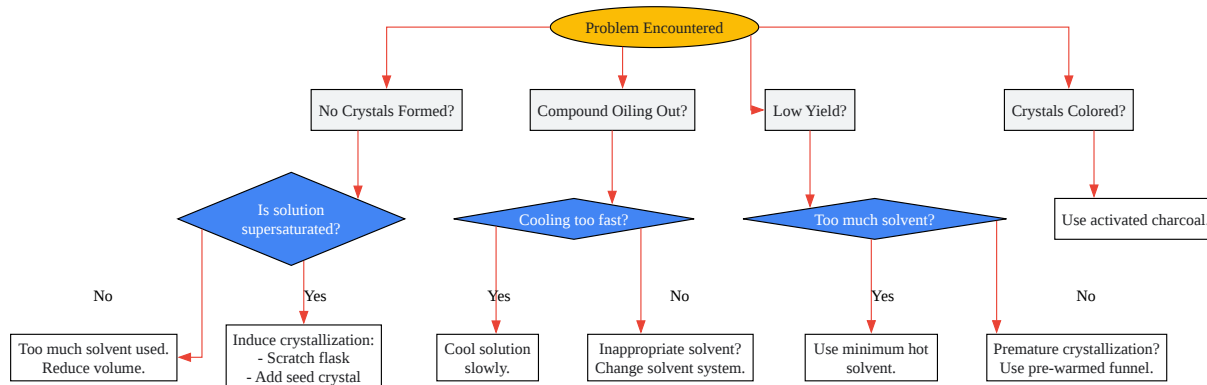 Problem Encountered
No Crystals Formed?
Compound Oiling Out?
Low Yield?
Crystals Colored?
Is solution
supersaturated?
Cooling too fast?
Too much solvent?
Use activated charcoal.
No
Yes
Yes
No
Yes
No
Too much solvent used.
Reduce volume.
Induce crystallization:
- Scratch flask
- Add seed crystal
Cool solution
slowly.
Inappropriate solvent?
Change solvent system.
Use minimum hot
solvent.
Premature crystallization?
Use pre-warmed funnel.